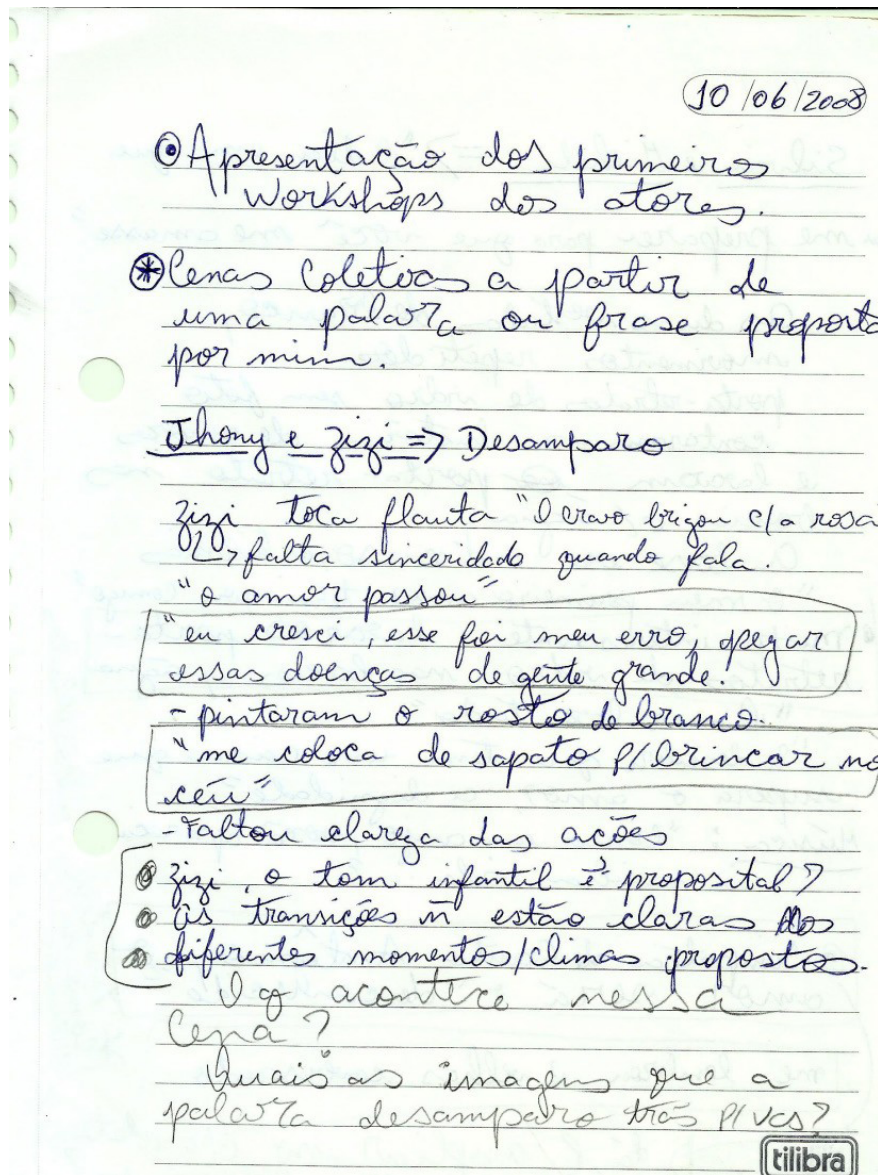 10/06/2008
Apresentação dos primeiros
Workshops dos atores.
Cenas Coletivas a partir de
uma palavra ou frase proposta
por mim.
Jhony e Zizi => Desamparo
Zizi toca flauta "O cravo brigou c/a rosa
↳ falta sinceridade quando fala.
"o amor passou"
"eu cresci, esse foi meu erro, pegar
essas doenças de gente grande.
- pintaram o rosto de branco.
"me coloca de sapato p/ brincar no
céu"
- Faltou clareza das ações
Zizi, o tom infantil é proposital?
As transições ñ estão claras dos
diferentes momentos/climas propostos.
O q acontece nessa
Cena?
Quais as imagens que a
palavra desamparo trás p/ vcs?
tilibra